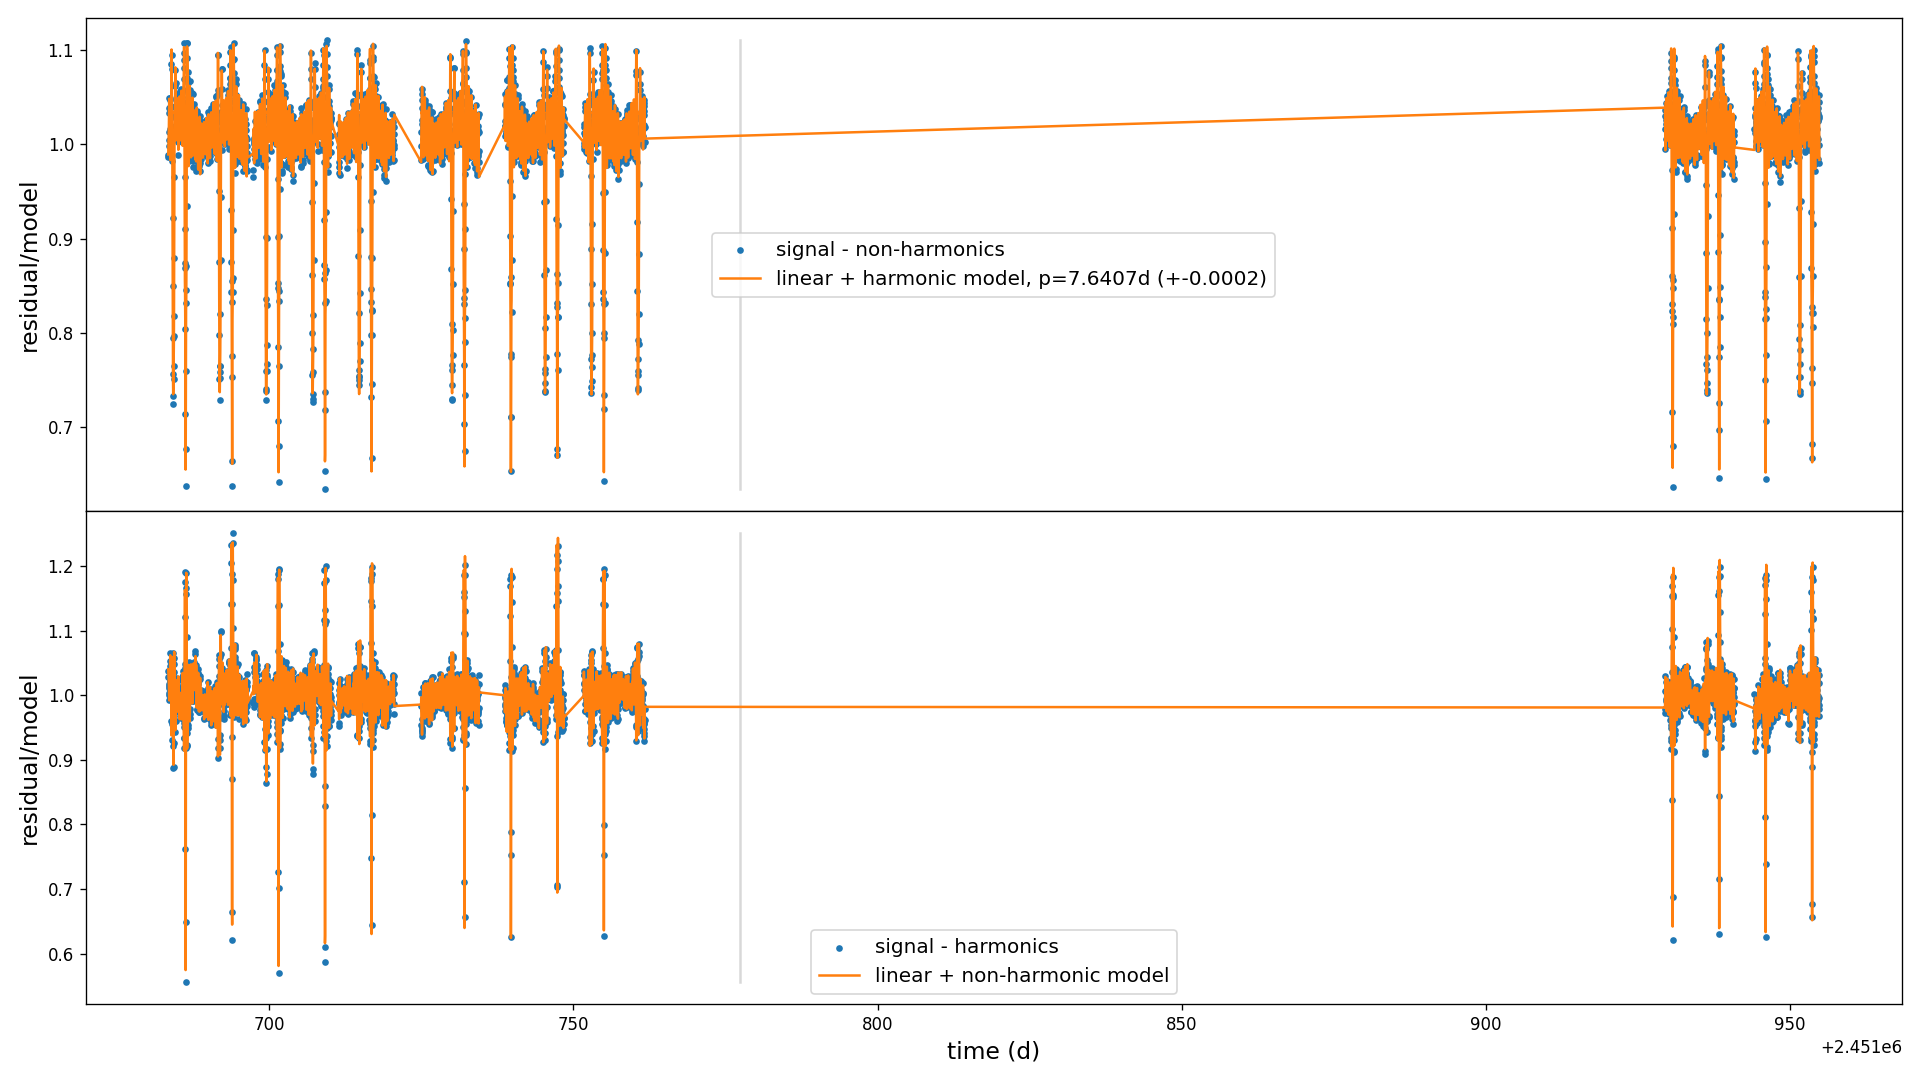 1.1
1.0
0.9
0.8
0.7
residual/model
signal - non-harmonics
linear + harmonic model, p=7.6407d (+-0.0002)
1.2
1.1
1.0
0.9
0.8
0.7
0.6
residual/model
signal - harmonics
linear + non-harmonic model
700 750 800 850 900 950
time (d)
+2.451e6